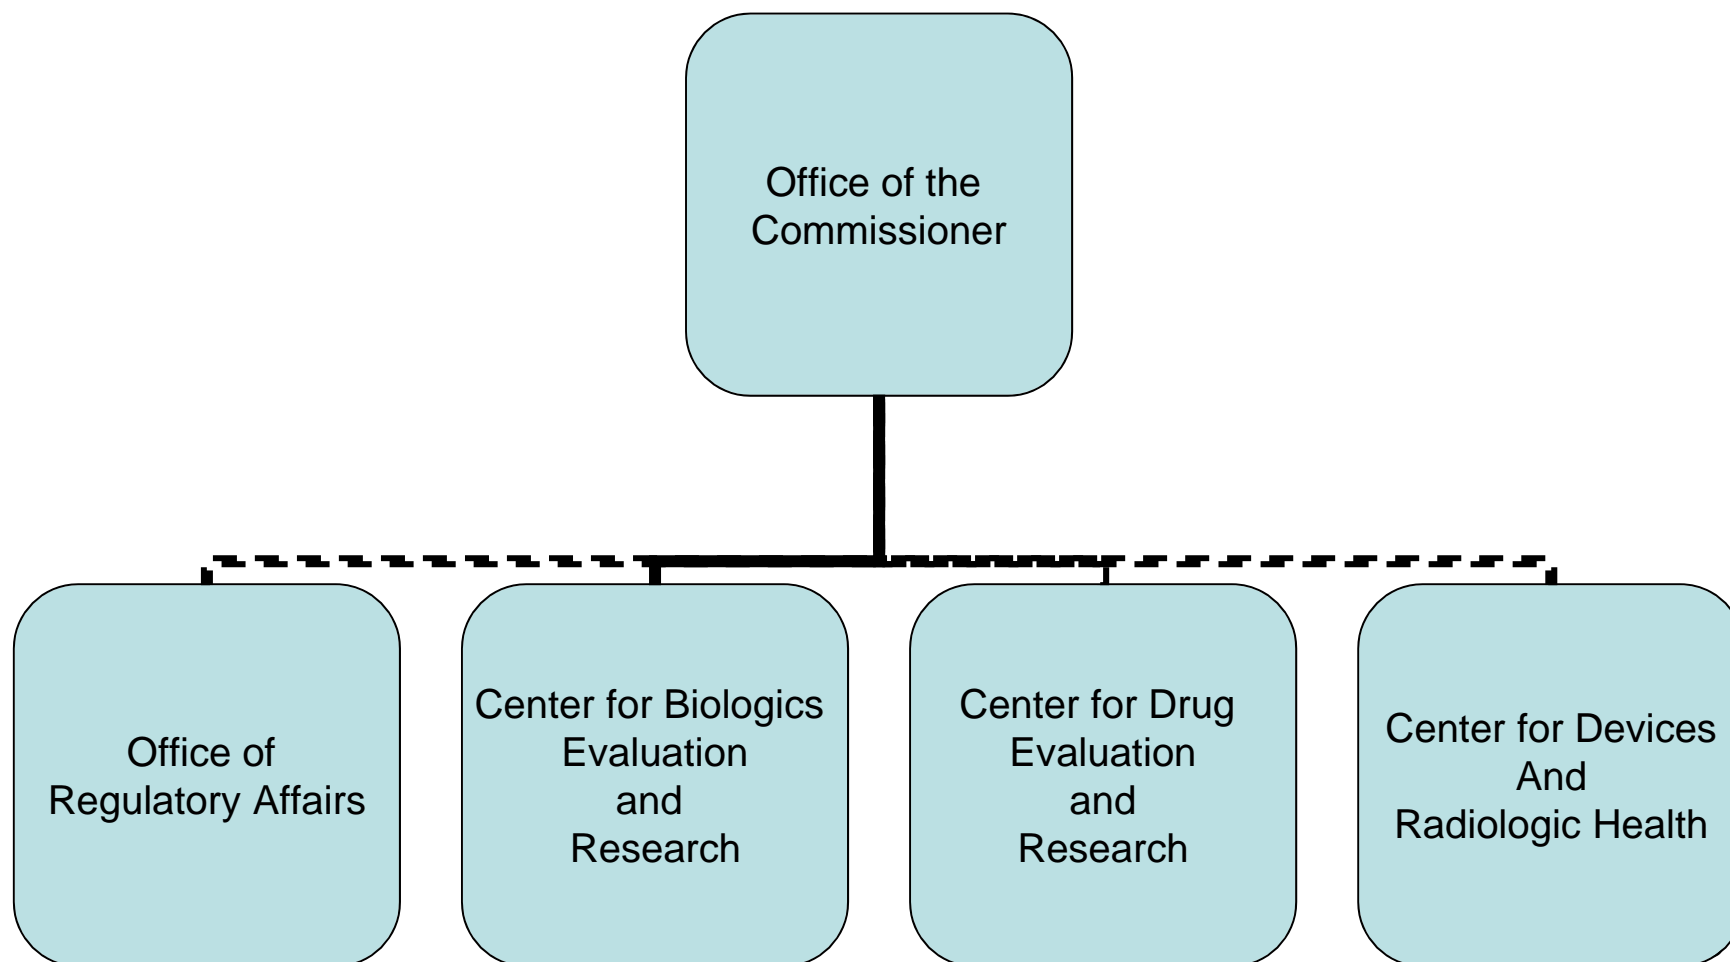 Office of the
Commissioner
Office of
Regulatory Affairs
Center for Biologics
Evaluation
and
Research
Center for Drug
Evaluation
and
Research
Center for Devices
And
Radiologic Health